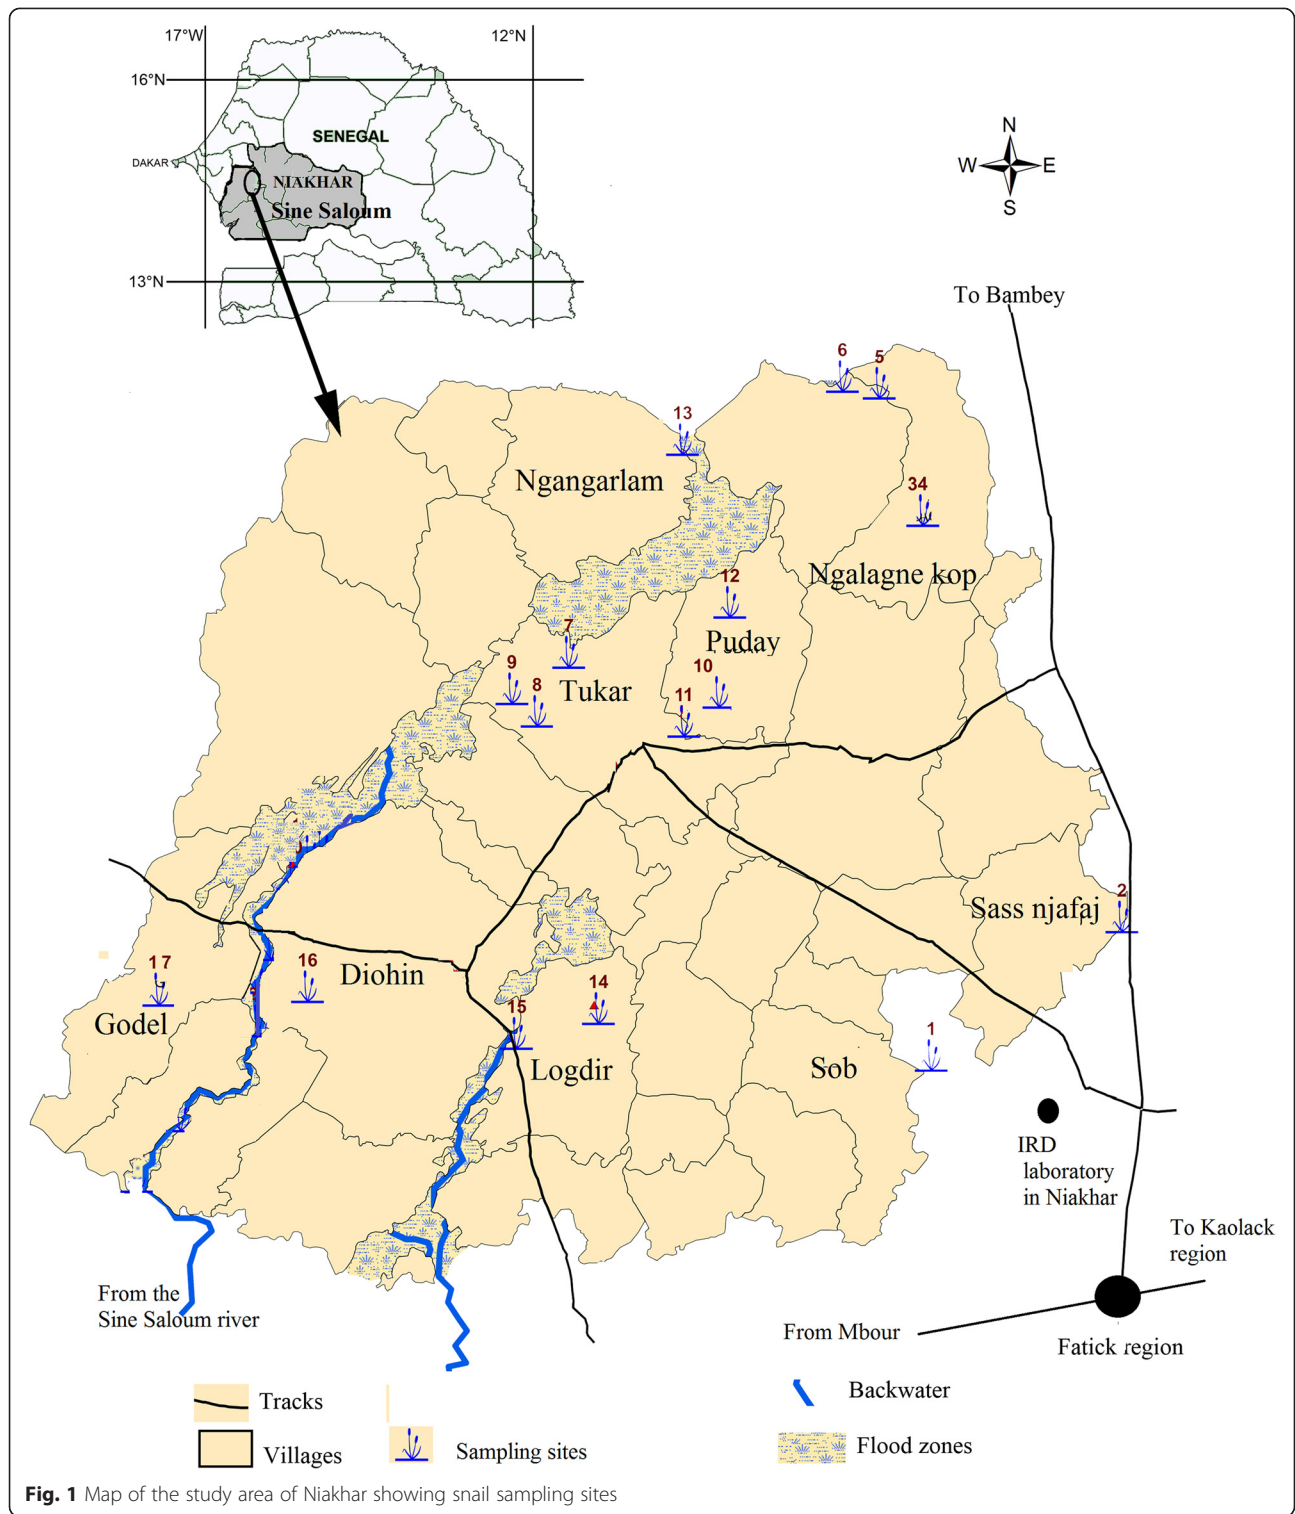 17°W
12°N
16°N
SENEGAL
DAKAR
NIAKHAR
Sine Saloum
13°N
N
W
E
S
To Bambey
6
5
13
Ngangarlam
34
Ngalagne kop
12
7
Puday
9
10
8
Tukar
11
2
Sass njafaj
17
16
Diohin
14
15
Godel
1
Logdir
Sob
IRD
laboratory
in Niakhar
To Kaolack
region
From the
Sine Saloum river
From Mbour
Fatick region
Tracks
Backwater
Villages
Sampling sites
Flood zones
Fig. 1 Map of the study area of Niakhar showing snail sampling sites